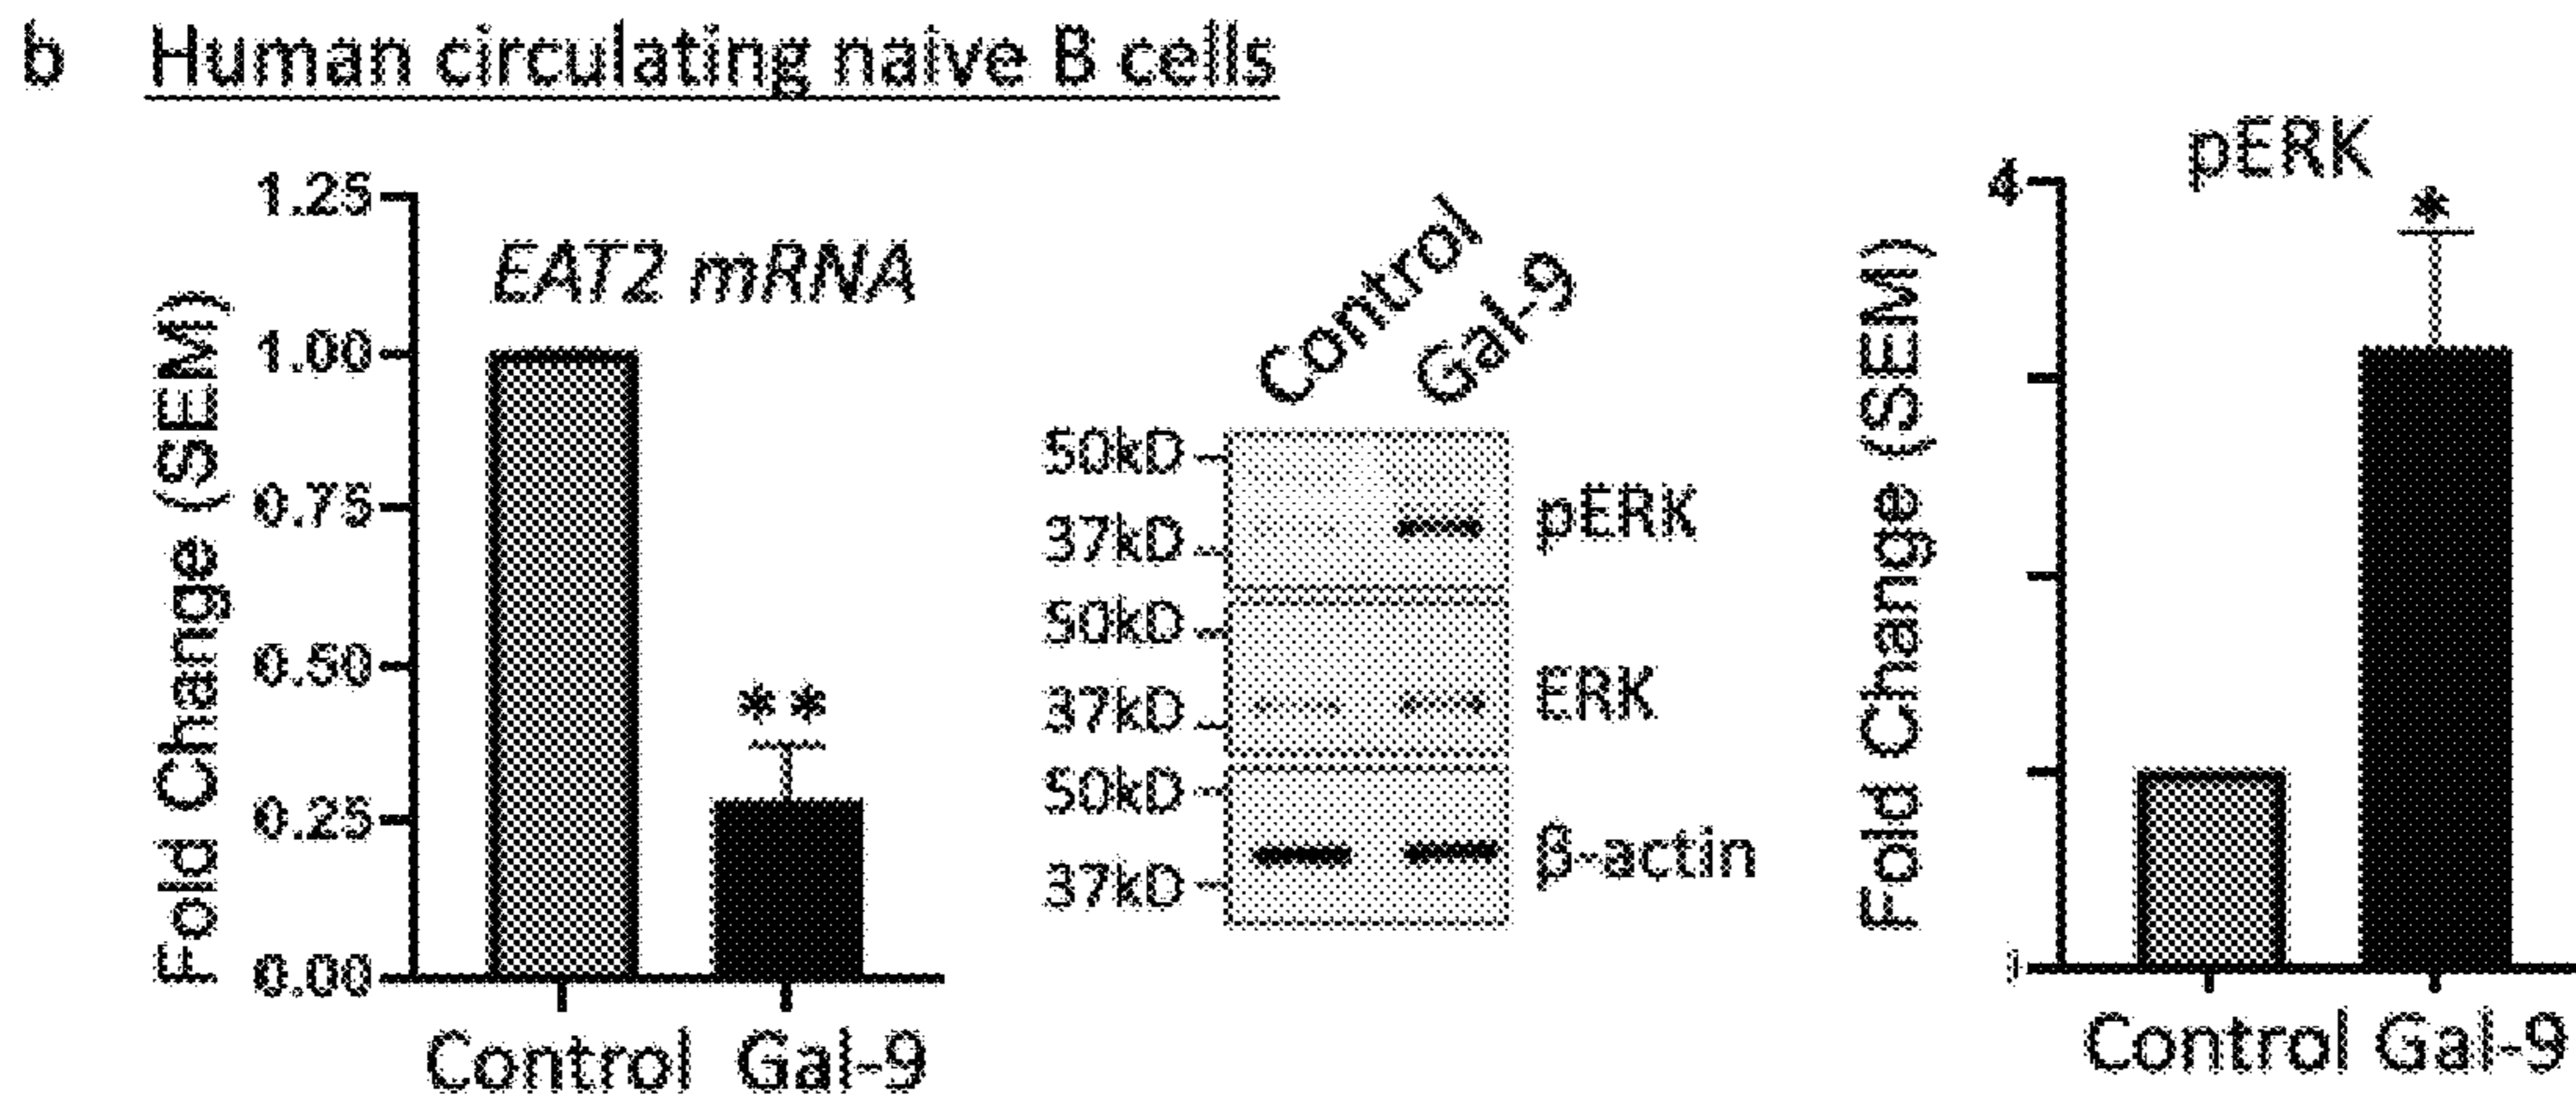 b Human circulating naive B cells
EAT2 mRNA
Fold Change (SEM)
1.25
1.00
0.75
0.50
0.25
0.00
**
Control Gal-9
Control
Gal-9
50kD
37kD
pERK
50kD
37kD
ERK
50kD
37kD
β-actin
pERK
Fold Change (SEM)
4
*
Control Gal-9